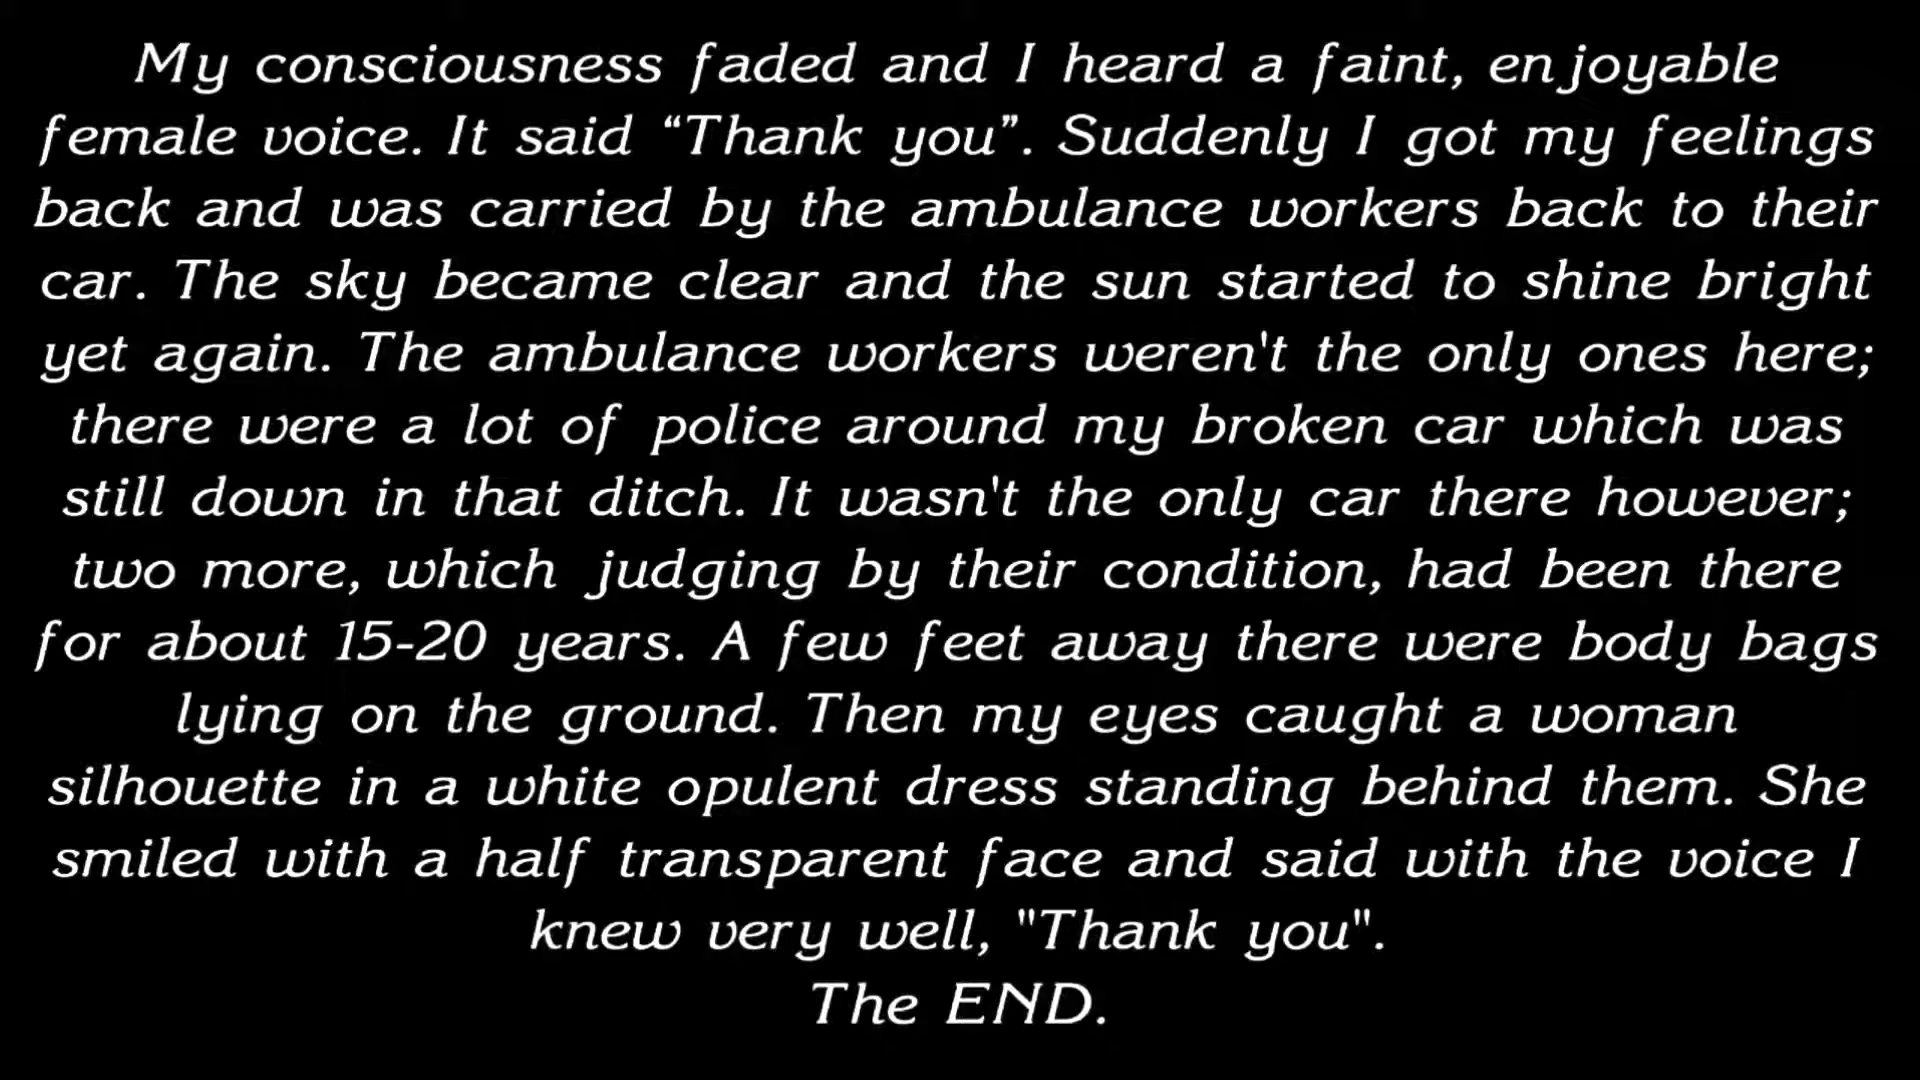 My consciousness faded and I heard a faint, enjoyable
female voice. It said “Thank you”. Suddenly I got my feelings
back and was carried by the ambulance workers back to their
car. The sky became clear and the sun started to shine bright
yet again. The ambulance workers weren't the only ones here;
there were a lot of police around my broken car which was
still down in that ditch. It wasn't the only car there however;
two more, which judging by their condition, had been there
for about 15-20 years. A few feet away there were body bags
lying on the ground. Then my eyes caught a woman
silhouette in a white opulent dress standing behind them. She
smiled with a half transparent face and said with the voice I
knew very well, "Thank you".
The END.